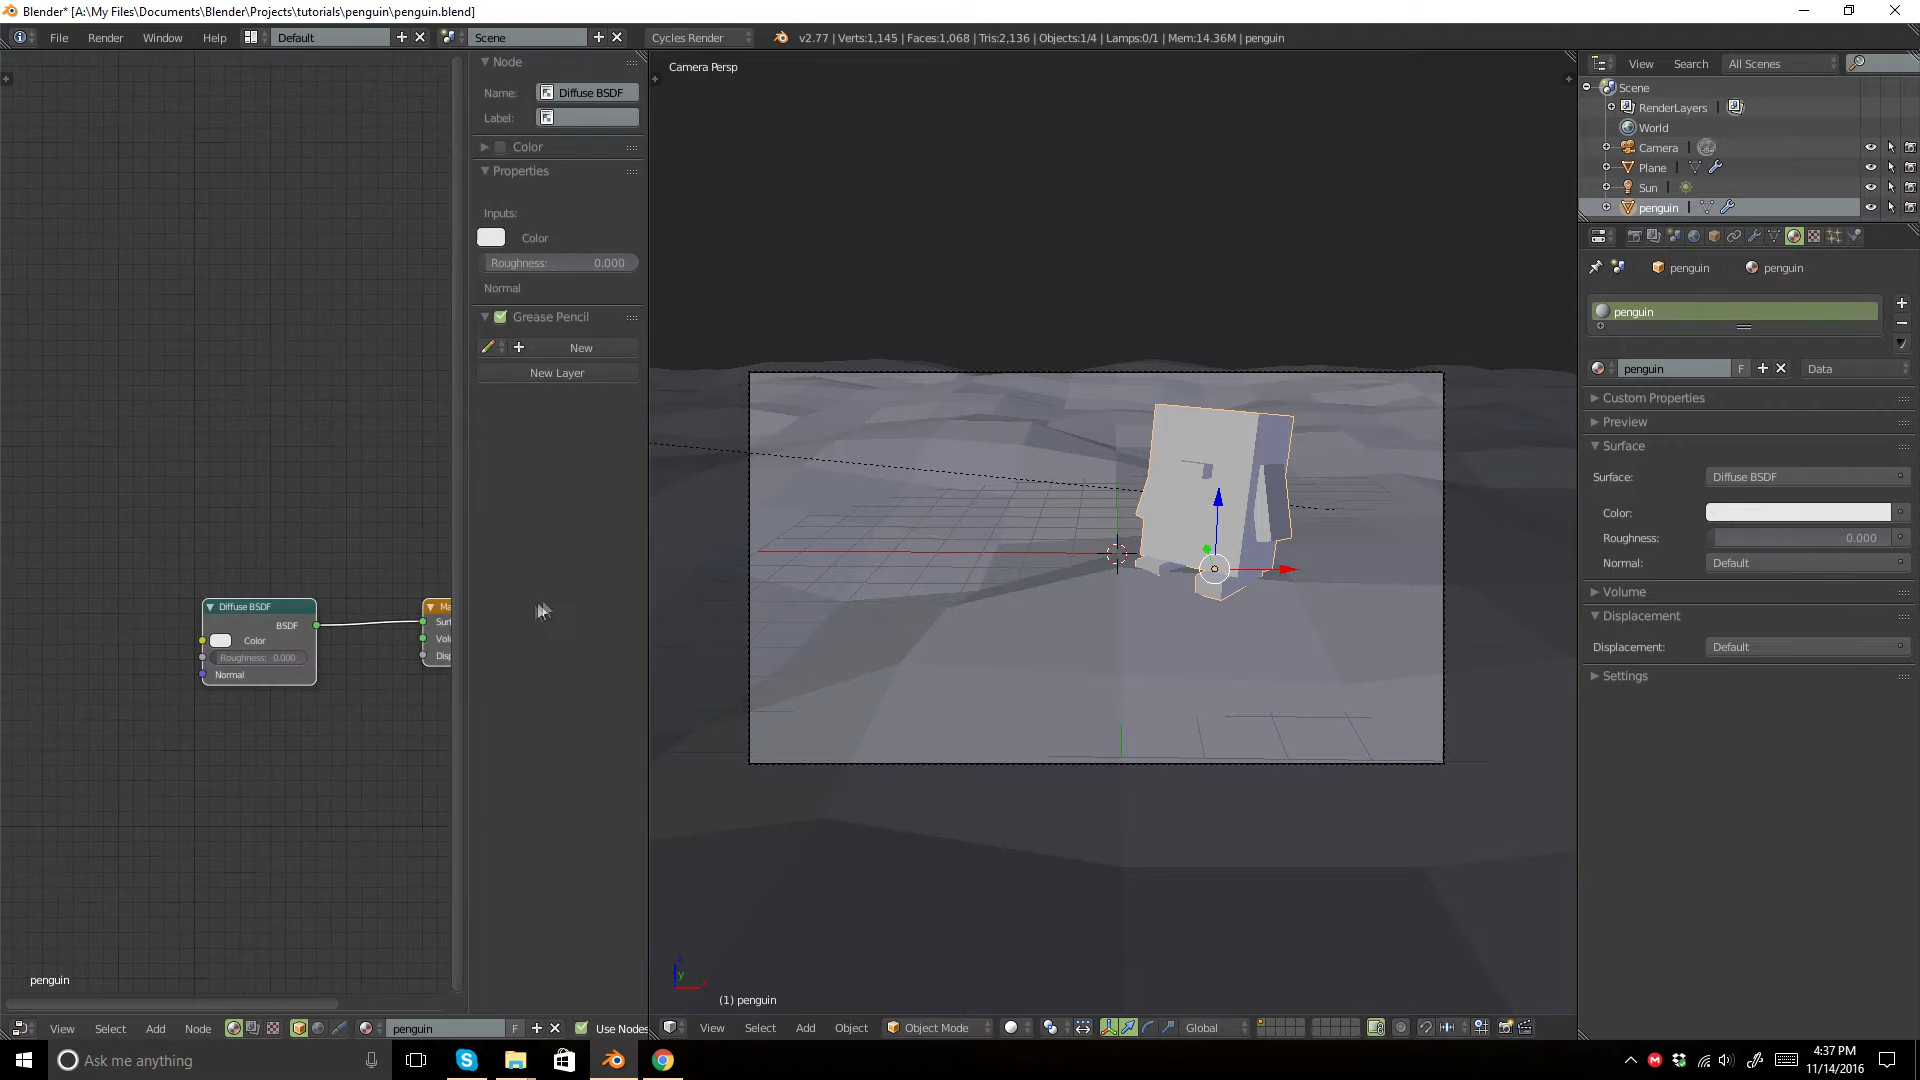 Blender* [A:\My Files\Documents\Blender\Projects\tutorials\penguin\penguin.blend]
File Render Window Help Default Scene Cycles Render v2.77 | Verts:1,145 | Faces:1,068 | Tris:2,136 | Objects:1/4 | Lamps:0/1 | Mem:14.36M | penguin
Node
Name: Diffuse BSDF
Label:
Color
Properties
Inputs:
Color
Roughness: 0.000
Normal
Grease Pencil
New
New Layer
Diffuse BSDF
BSDF
Color
Roughness: 0.000
Normal
Ma
Surf
Volu
Disp
penguin
View Select Add Node penguin F Use Nodes
Camera Persp
(1) penguin
z
y
x
View Select Add Object Object Mode Global
View Search All Scenes
Scene
RenderLayers
World
Camera
Plane
Sun
penguin
penguin penguin
penguin
penguin F Data
Custom Properties
Preview
Surface
Surface: Diffuse BSDF
Color:
Roughness: 0.000
Normal: Default
Volume
Displacement
Displacement: Default
Settings
Ask me anything
4:37 PM
11/14/2016